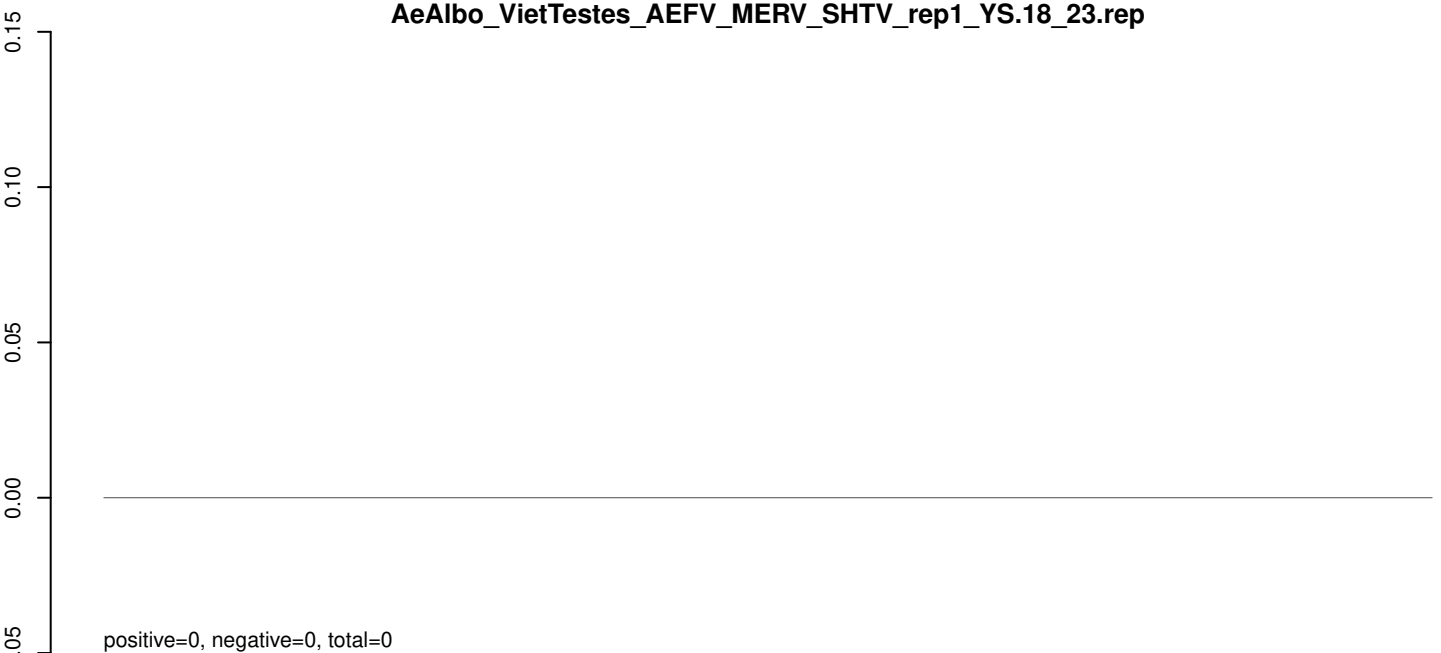 AeAlbo_VietTestes_AEFV_MERV_SHTV_rep1_YS.18_23.rep
0.15
0.10
0.05
0.00
positive=0, negative=0, total=0